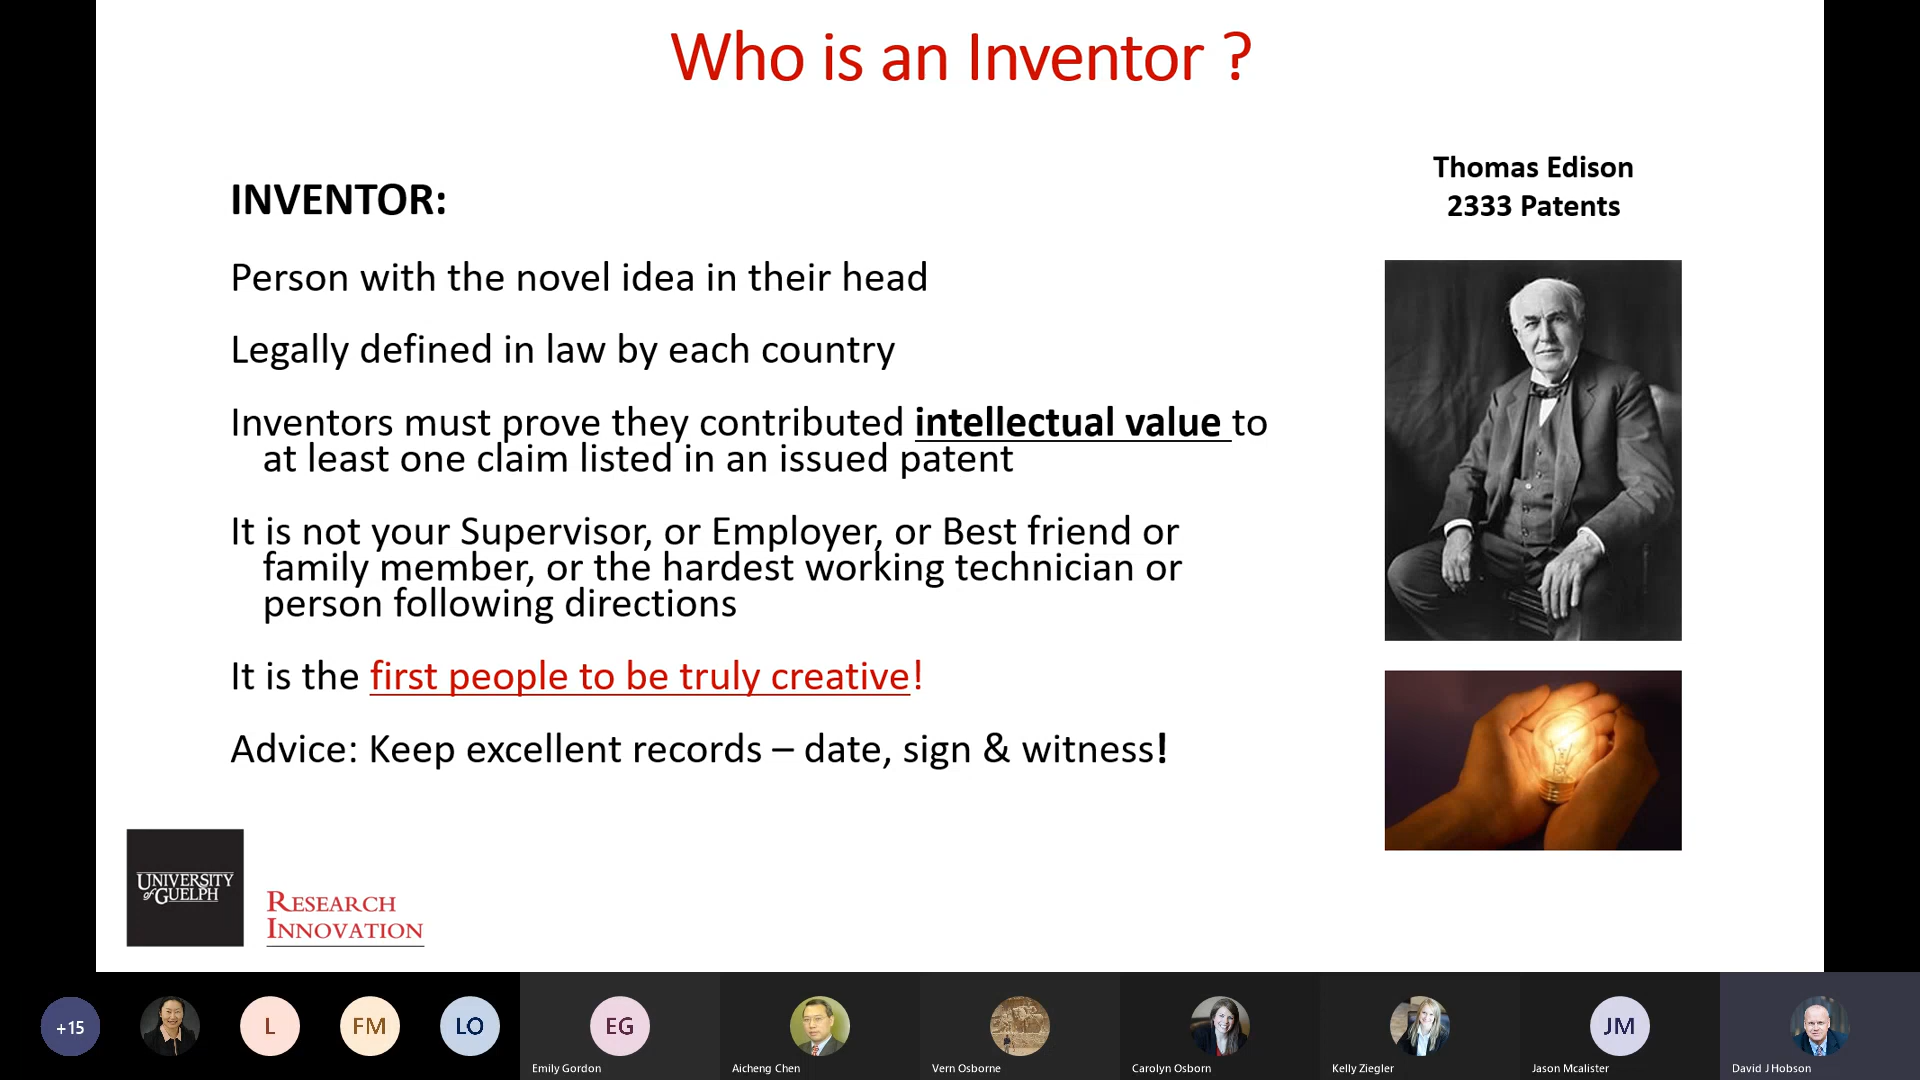 Who is an Inventor ?
Thomas Edison
2333 Patents
INVENTOR:
Person with the novel idea in their head
Legally defined in law by each country
Inventors must prove they contributed intellectual value to
at least one claim listed in an issued patent
It is not your Supervisor, or Employer, or Best friend or
family member, or the hardest working technician or
person following directions
It is the first people to be truly creative!
Advice: Keep excellent records – date, sign & witness!
UNIVERSITY
of GUELPH
RESEARCH
INNOVATION
+15
L
FM
LO
EG
JM
Emily Gordon
Aicheng Chen
Vern Osborne
Carolyn Osborn
Kelly Ziegler
Jason Mcalister
David J Hobson